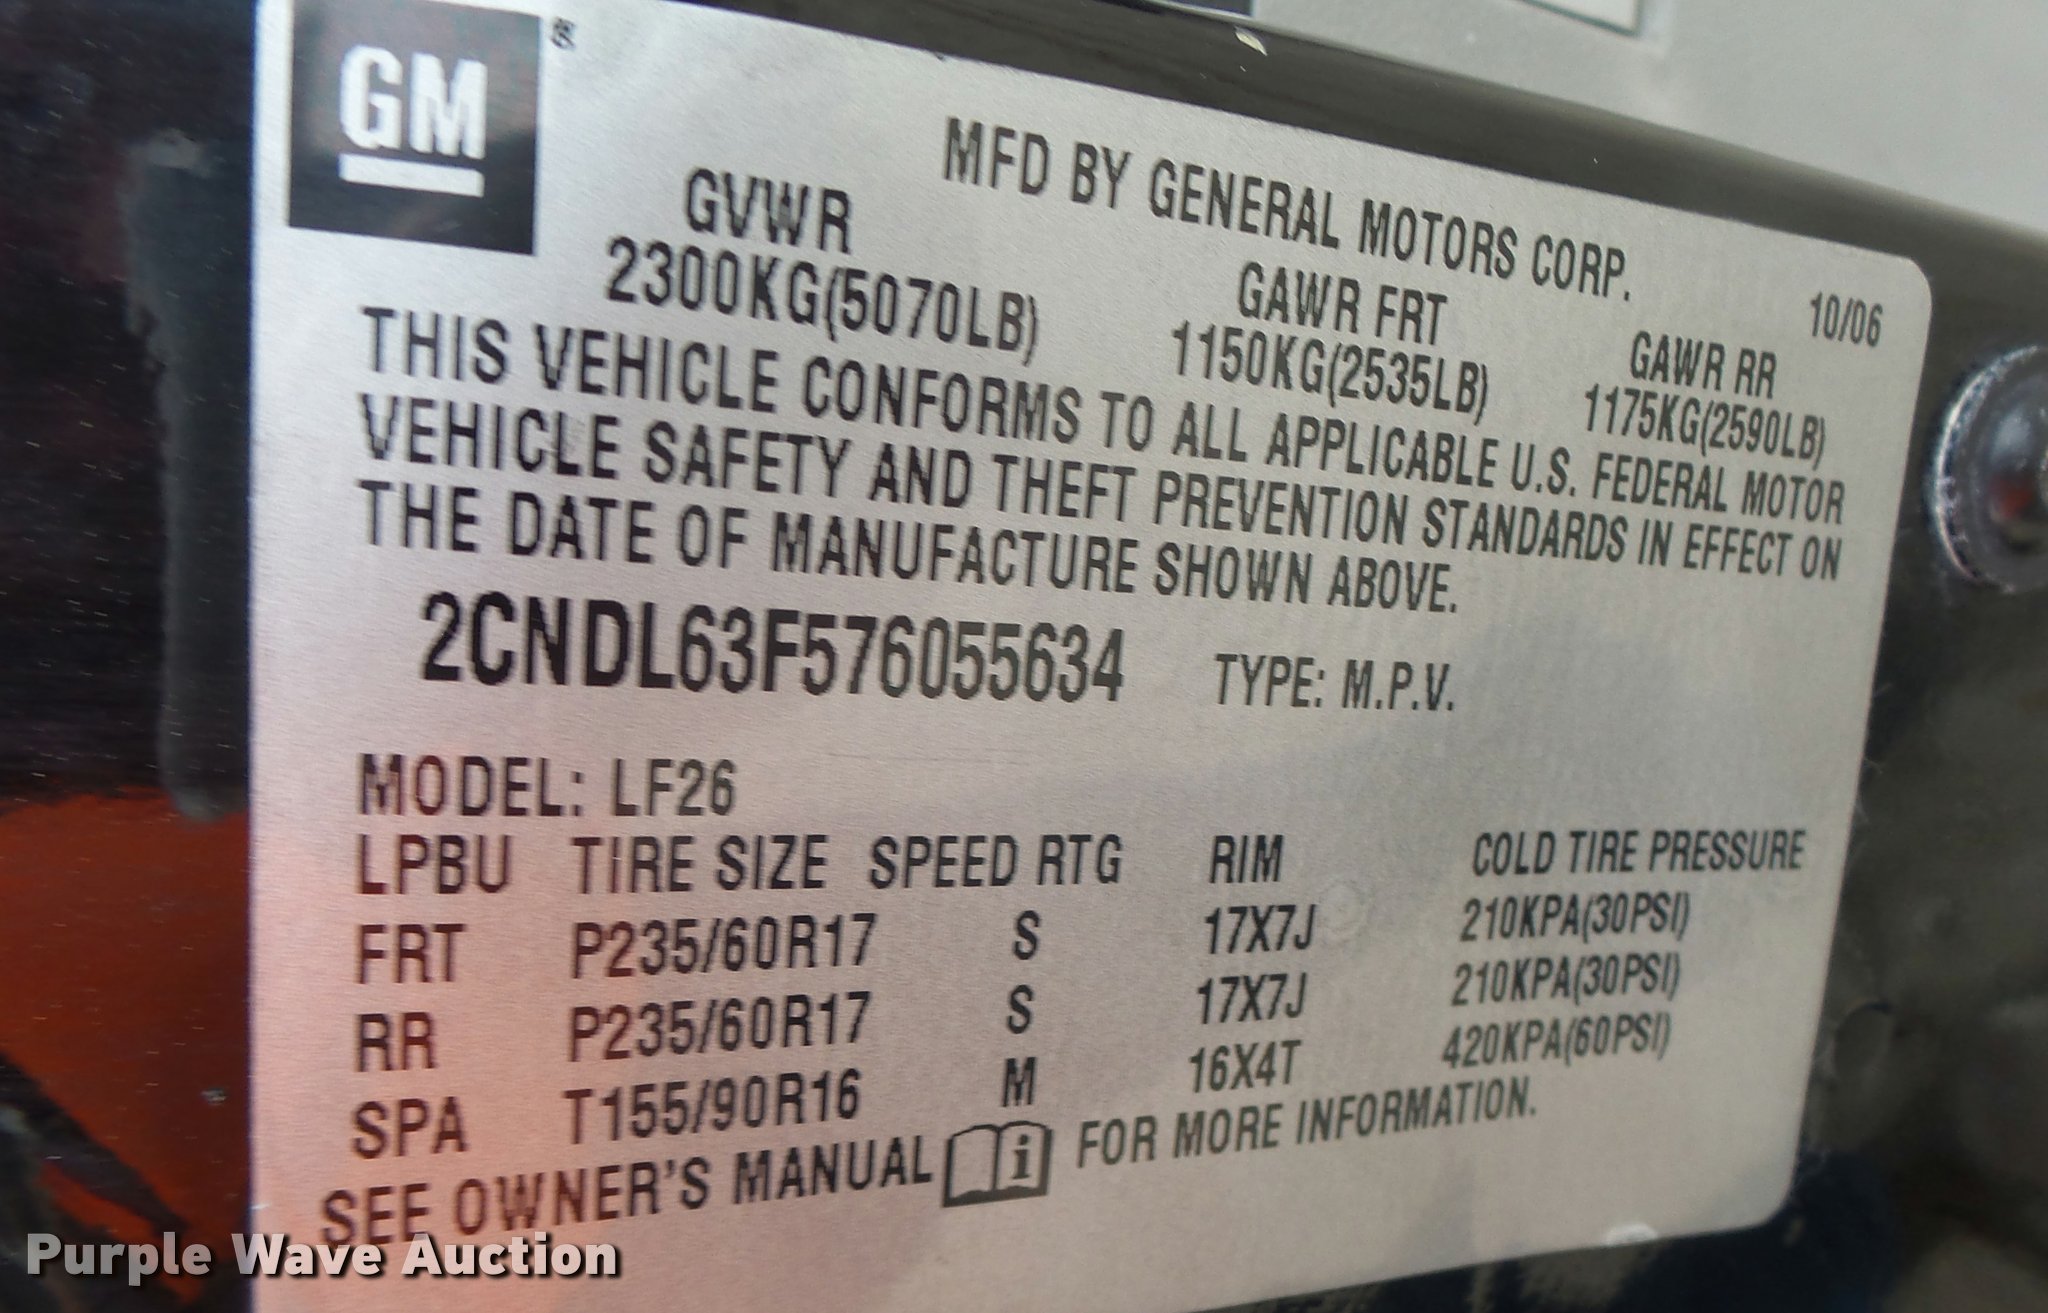 GM
MFD BY GENERAL MOTORS CORP.
10/06
GVWR
2300KG(5070LB)
GAWR FRT
1150KG(2535LB)
GAWR RR
1175KG(2590LB)
THIS VEHICLE CONFORMS TO ALL APPLICABLE U.S. FEDERAL MOTOR
VEHICLE SAFETY AND THEFT PREVENTION STANDARDS IN EFFECT ON
THE DATE OF MANUFACTURE SHOWN ABOVE.
2CNDL63F576055634 TYPE: M.P.V.
MODEL: LF26
LPBU TIRE SIZE SPEED RTG RIM COLD TIRE PRESSURE
FRT P235/60R17 S 17X7J 210KPA(30PSI)
RR P235/60R17 S 17X7J 210KPA(30PSI)
SPA T155/90R16 M 16X4T 420KPA(60PSI)
SEE OWNER'S MANUAL i FOR MORE INFORMATION.
Purple Wave Auction